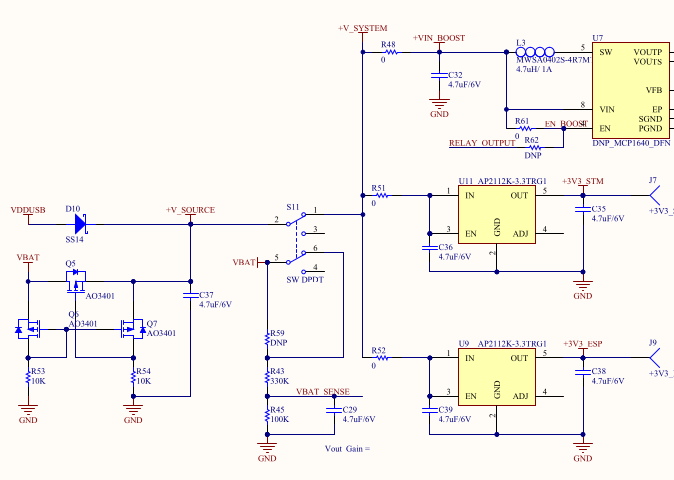 +V_SYSTEM
R48
0
+VIN_BOOST
C32
4.7uF/6V
GND
L3
MWSA0402S-4R7M
4.7uH/ 1A
U7
5
SW
VOUTP
VOUTS
VFB
8
VIN
EP
SGND
EN
PGND
R61
0
EN_BOOST
RELAY_OUTPUT
R62
DNP
DNP_MCP1640_DFN
R51
0
U11 AP2112K-3.3TRG1
1
IN
OUT
5
3
EN
GND
ADJ
4
2
C36
4.7uF/6V
+3V3_STM
C35
4.7uF/6V
GND
J7
VDDUSB
D10
SS14
+V_SOURCE
S11
2
1
3
6
VBAT
5
4
SW DPDT
VBAT
Q5
AO3401
C37
4.7uF/6V
Q6
AO3401
Q7
AO3401
R53
10K
R54
10K
GND
GND
R59
DNP
R43
330K
VBAT_SENSE
R45
100K
C29
4.7uF/6V
GND
Vout Gain =
R52
0
U9 AP2112K-3.3TRG1
1
IN
OUT
5
3
EN
GND
ADJ
4
2
C39
4.7uF/6V
+3V3_ESP
C38
4.7uF/6V
GND
J9